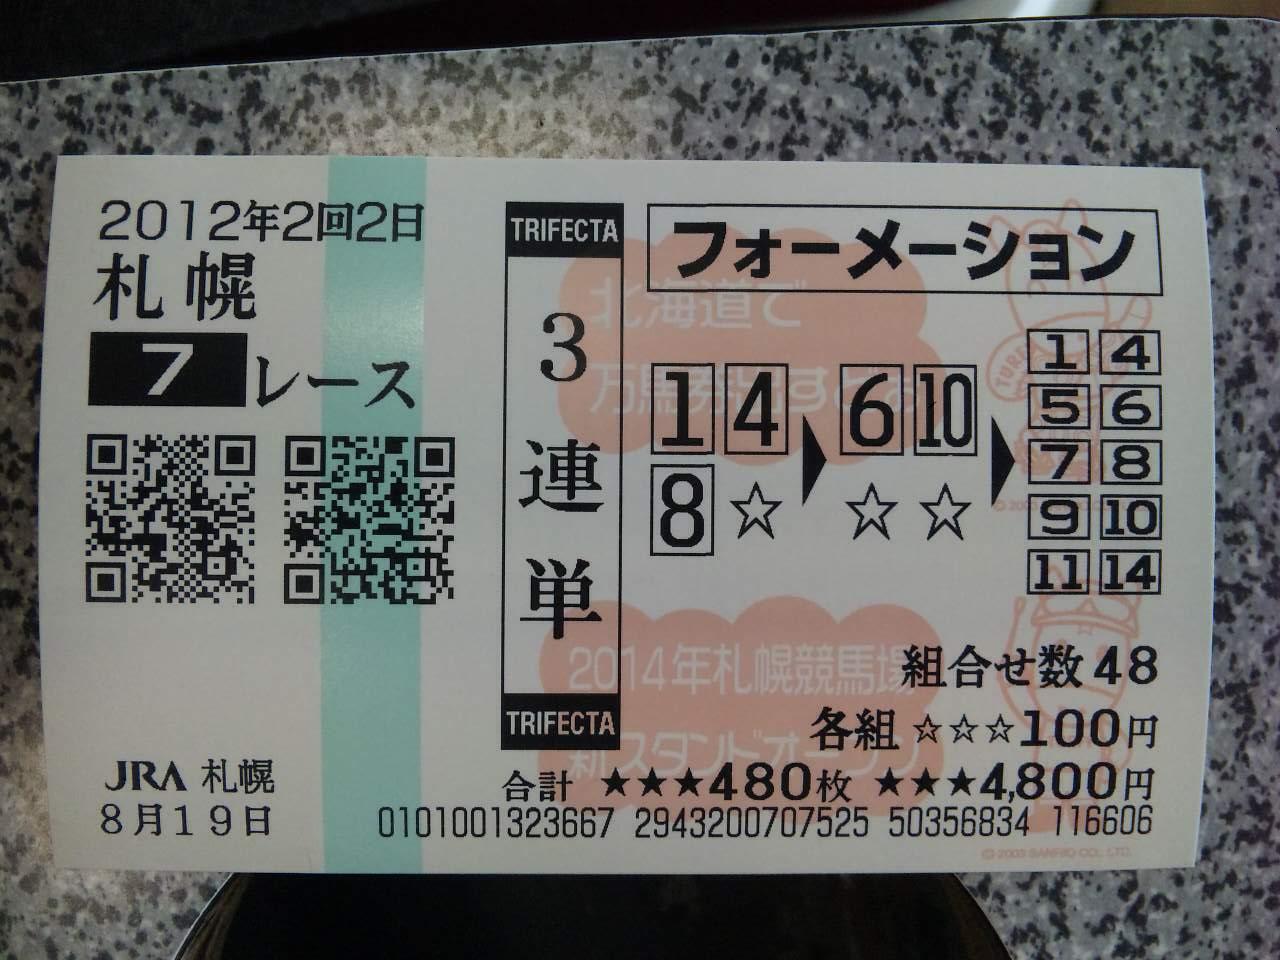 2012年2回2日
札幌
7レース
JRA 札幌
8月19日
TRIFECTA
3連単
TRIFECTA
フォーメーション
1 4 6 10
8 ☆ ☆ ☆
1 4
5 6
7 8
9 10
11 14
北海道で
2014年札幌競馬場
新スタンドオープン
組合せ数 48
各組 ☆☆☆100円
合計 ★★★480枚 ★★★4,800円
0101001323667 2943200707525 50356834 116606
© 2003 SANRIO CO., LTD.